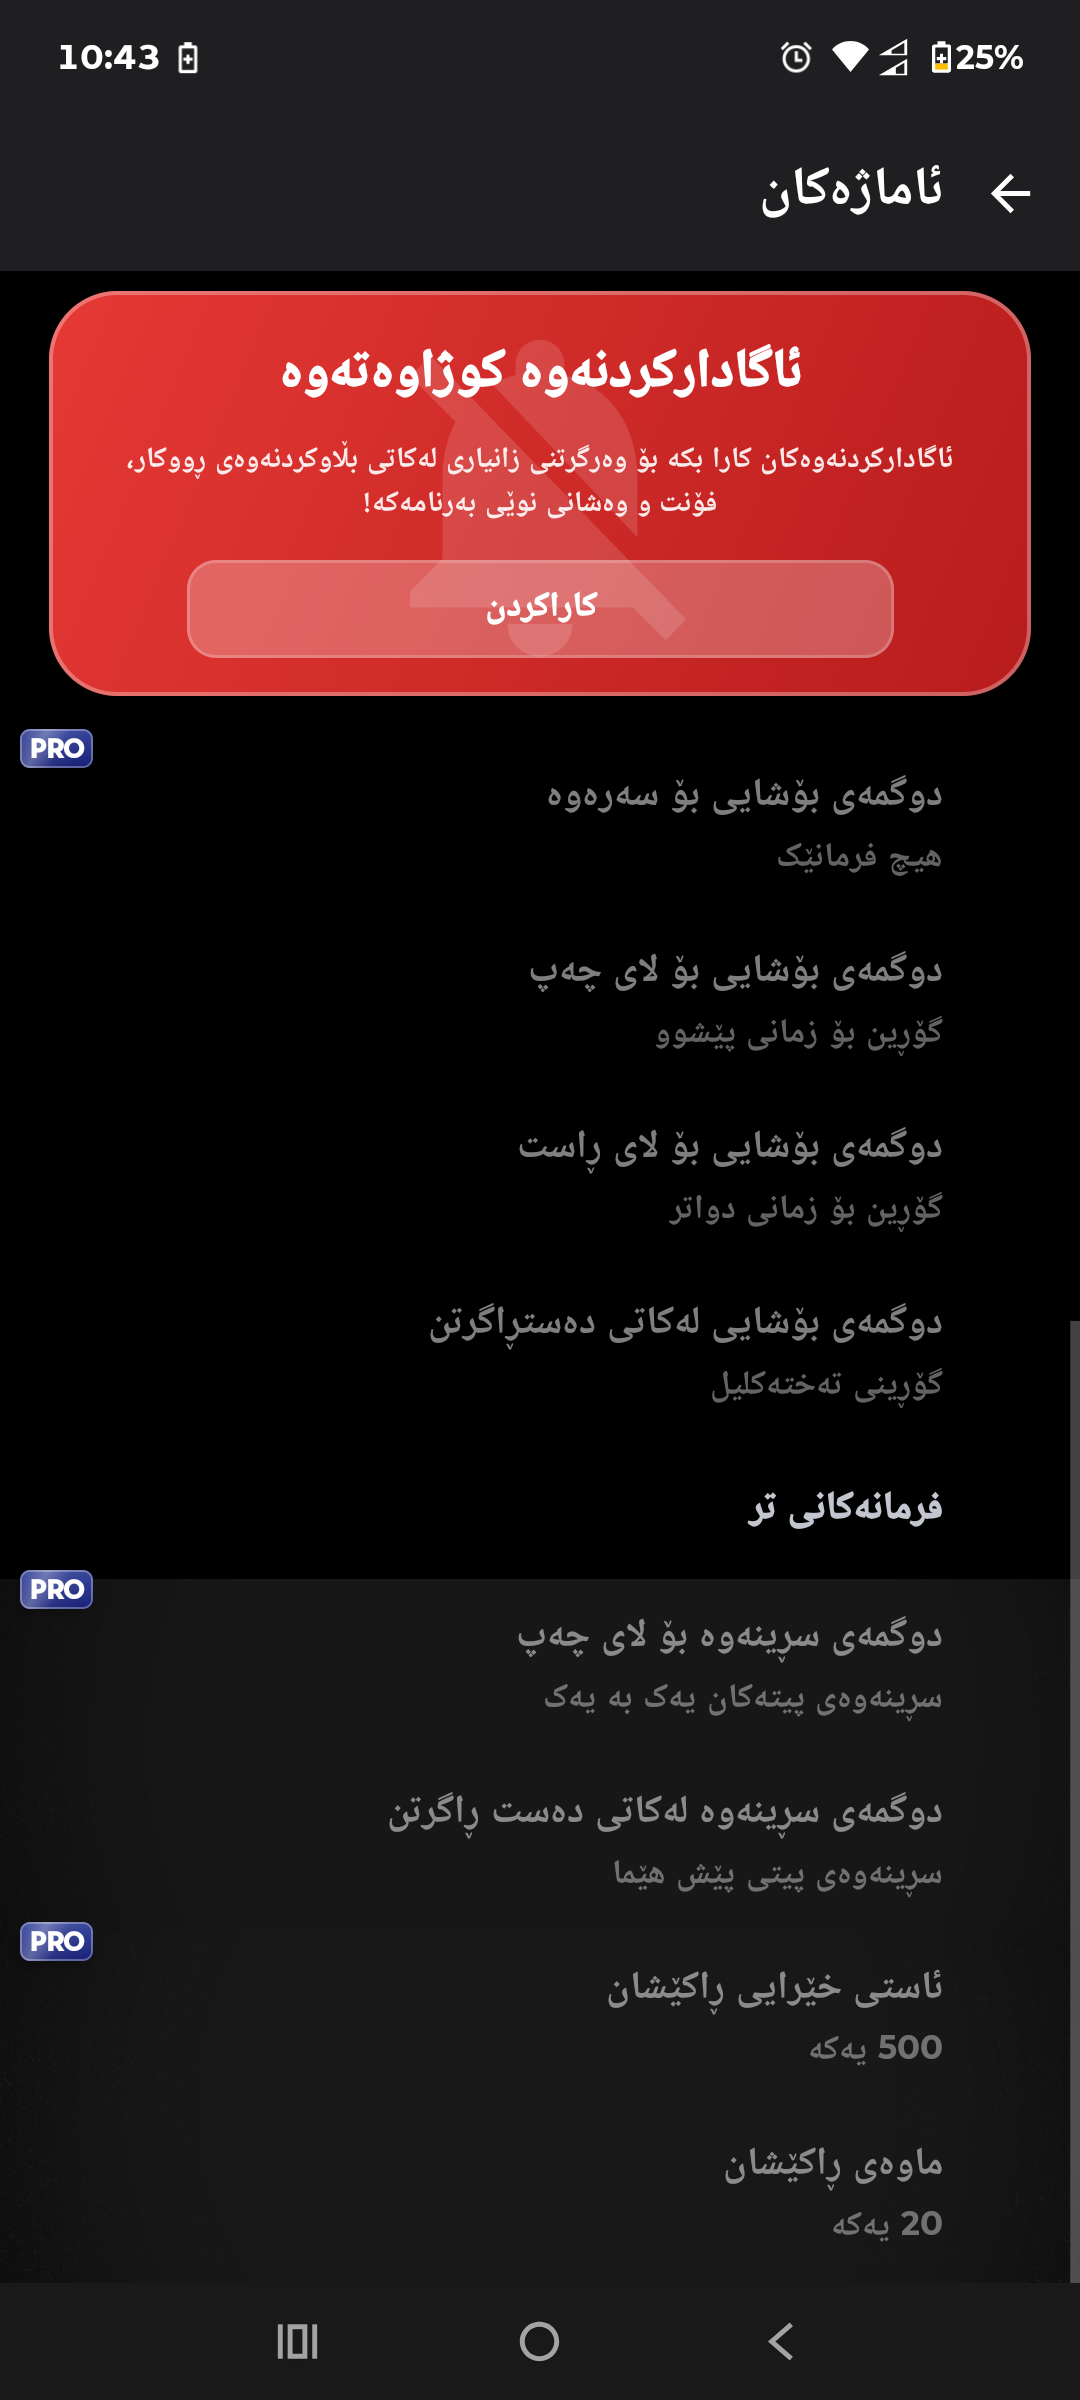 10:43
25%
ئاماژەکان
ئاگادارکردنەوە کوژاوەتەوە
ئاگادارکردنەوەکان کارا بکە بۆ وەرگرتنی زانیاری لەکاتی بڵاوکردنەوەی ڕووکار،
فۆنت و وەشانی نوێی بەرنامەکە!
کاراکردن
PRO
دوگمەی بۆشایی بۆ سەرەوە
هیچ فرمانێک
دوگمەی بۆشایی بۆ لای چەپ
گۆڕین بۆ زمانی پێشوو
دوگمەی بۆشایی بۆ لای ڕاست
گۆڕین بۆ زمانی دواتر
دوگمەی بۆشایی لەکاتی دەستڕاگرتن
گۆڕینی تەختەکلیل
فرمانەکانی تر
PRO
دوگمەی سڕینەوە بۆ لای چەپ
سڕینەوەی پیتەکان یەک بە یەک
دوگمەی سڕینەوە لەکاتی دەست ڕاگرتن
سڕینەوەی پیتی پێش هێما
PRO
ئاستی خێرایی ڕاکێشان
500 یەکە
ماوەی ڕاکێشان
20 یەکە